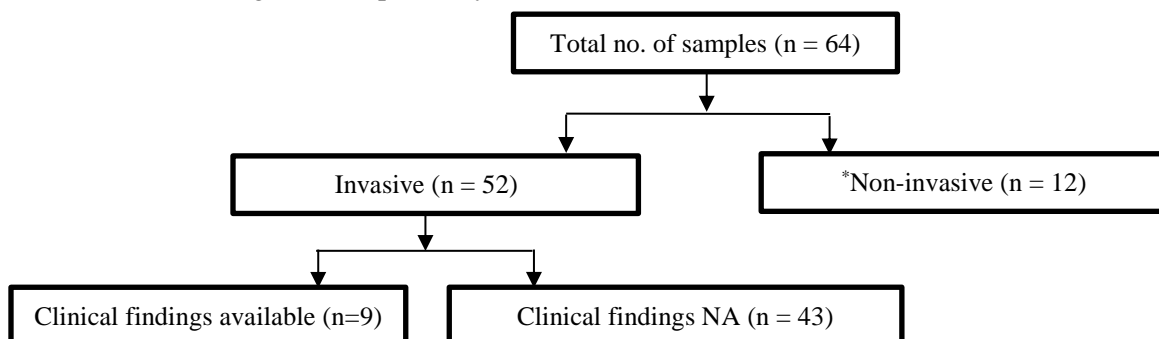 Total no. of samples (n = 64)
Invasive (n = 52)
*Non-invasive (n = 12)
Clinical findings available (n=9)
Clinical findings NA (n = 43)